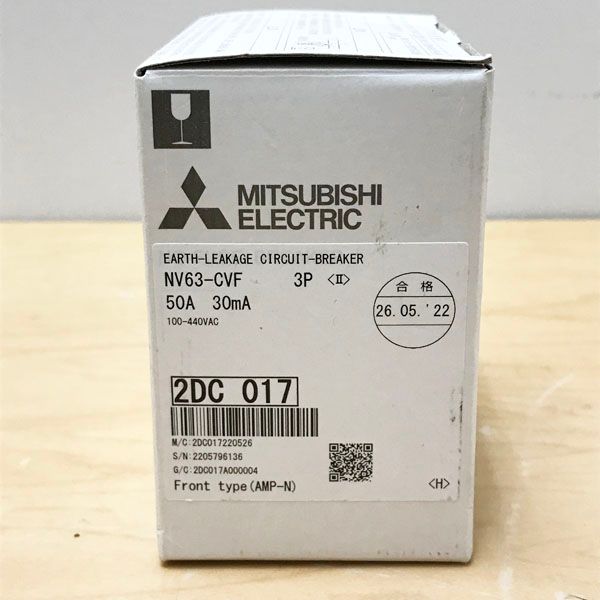 MITSUBISHI
ELECTRIC
EARTH-LEAKAGE CIRCUIT-BREAKER
NV63-CVF 3P <II>
50A 30mA
100-440VAC
合格
26.05.'22
2DC 017
M/C:2DC017220526
S/N:2205796136
G/C:2DC017A000004
Front type(AMP-N)
<H>